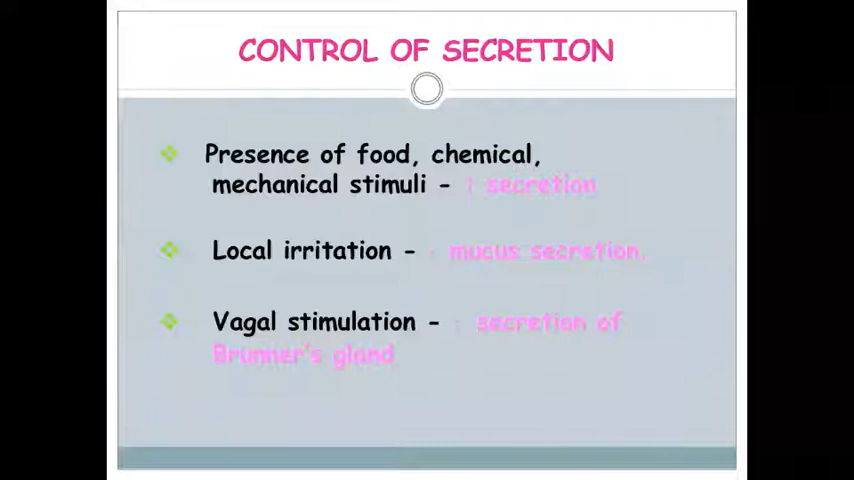 CONTROL OF SECRETION
Presence of food, chemical,
mechanical stimuli - ↑ secretion
Local irritation - ↑ mucus secretion.
Vagal stimulation - ↑ secretion of
Brunner's gland